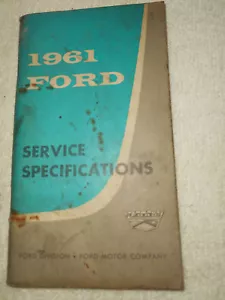 1961
FORD
SERVICE
SPECIFICATIONS
FORD DIVISION • FORD MOTOR COMPANY